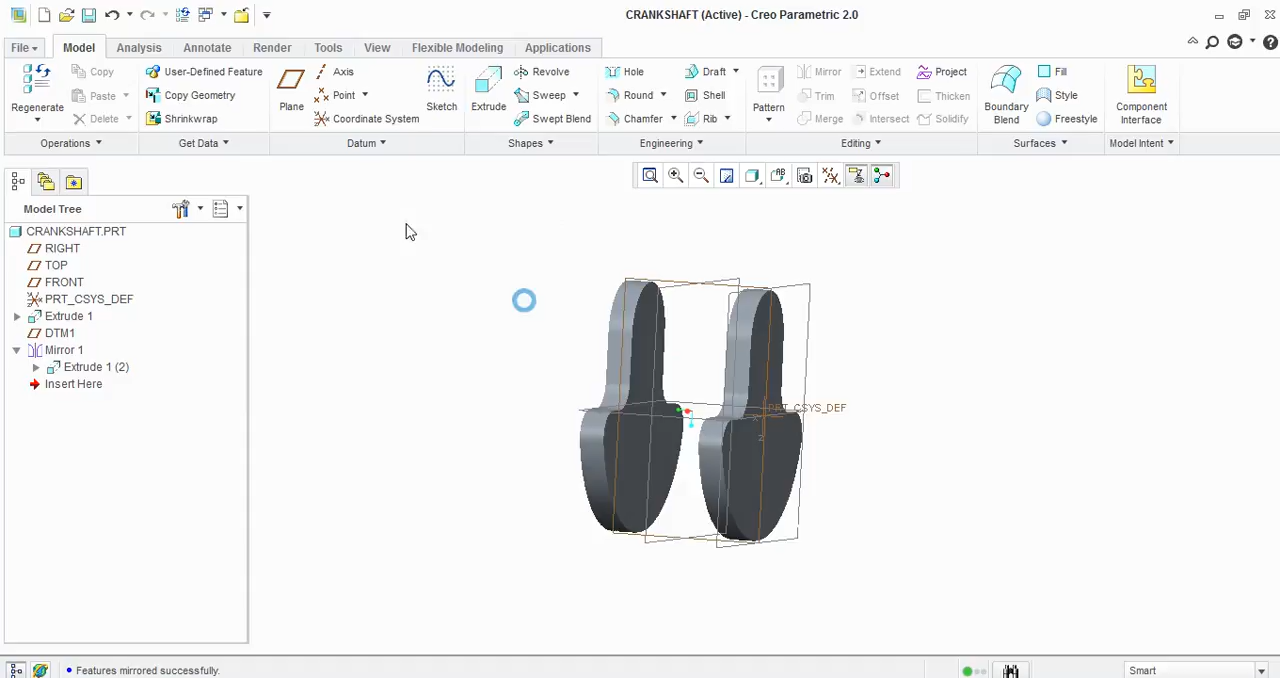 CRANKSHAFT (Active) - Creo Parametric 2.0
File Model Analysis Annotate Render Tools View Flexible Modeling Applications
Regenerate Copy Paste Delete
User-Defined Feature Copy Geometry Shrinkwrap
Plane Axis Point Coordinate System Sketch
Extrude Revolve Sweep Swept Blend
Hole Round Chamfer Draft Shell Rib
Pattern Mirror Trim Merge Extend Offset Intersect Project Thicken Solidify
Boundary Blend Fill Style Freestyle
Component Interface
Operations Get Data Datum Shapes Engineering Editing Surfaces Model Intent
Model Tree
CRANKSHAFT.PRT
RIGHT
TOP
FRONT
PRT_CSYS_DEF
Extrude 1
DTM1
Mirror 1
Extrude 1 (2)
Insert Here
PRT_CSYS_DEF
X
Z
Features mirrored successfully.
Smart